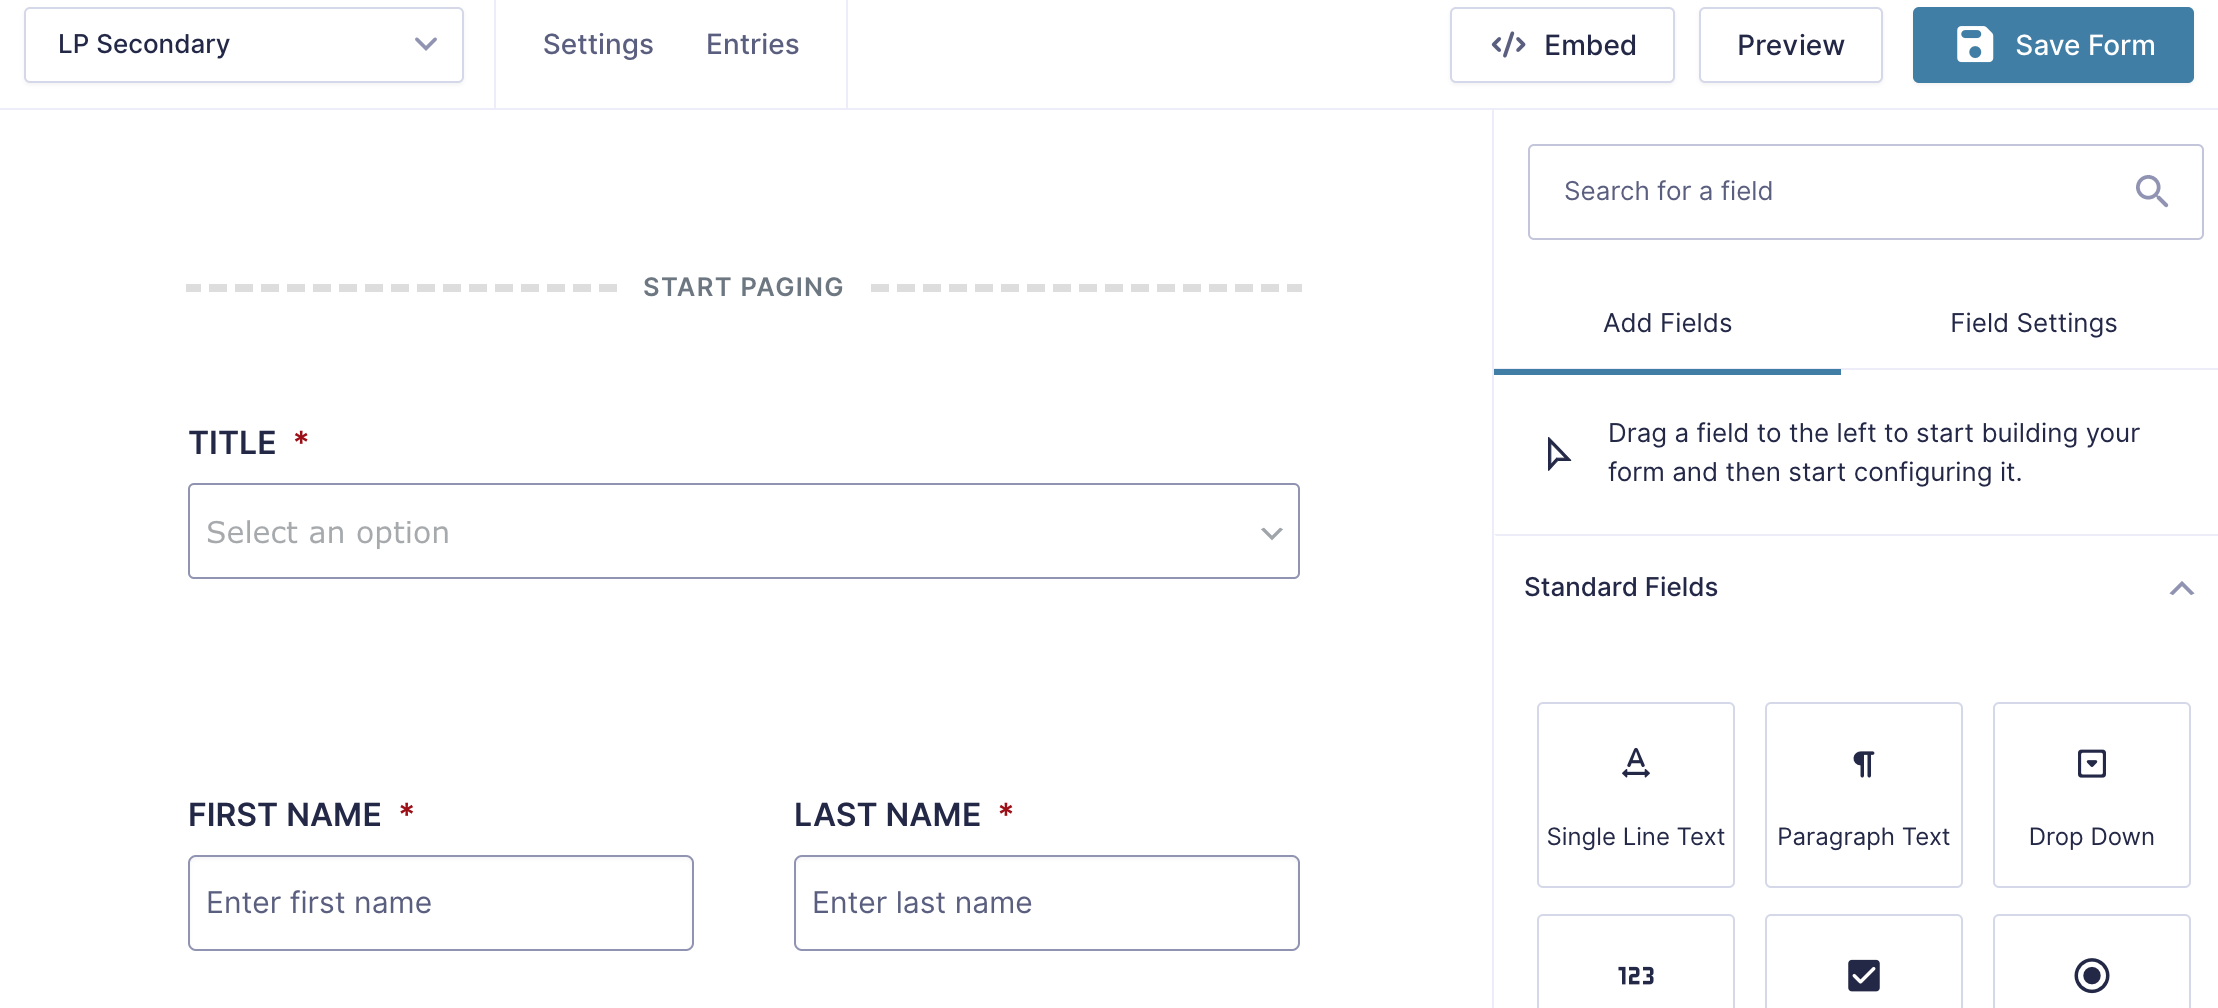 LP Secondary
Settings
Entries
</> Embed
Preview
Save Form
START PAGING
TITLE *
Select an option
FIRST NAME *
LAST NAME *
Enter first name
Enter last name
Search for a field
Add Fields
Field Settings
Drag a field to the left to start building your
form and then start configuring it.
Standard Fields
Single Line Text
Paragraph Text
Drop Down
123